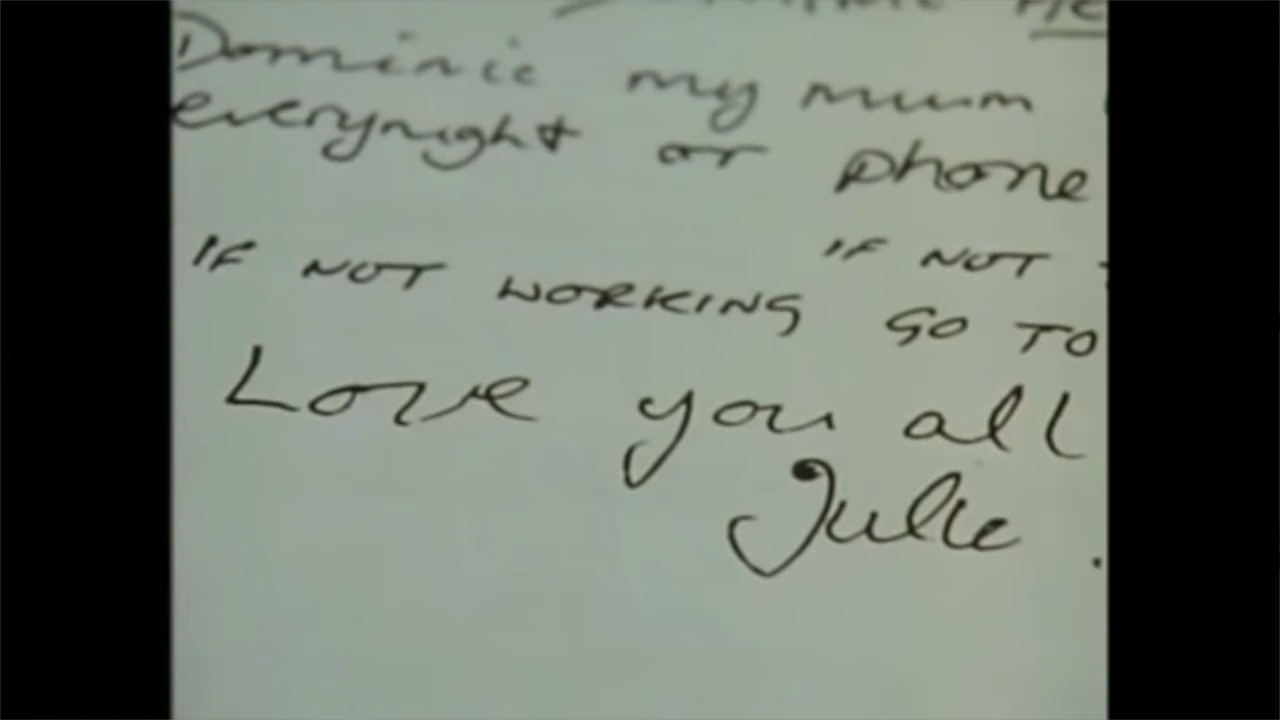 Dominic my mum
everynight or phone
IF NOT
IF NOT WORKING GO TO
Love you all
Julie.